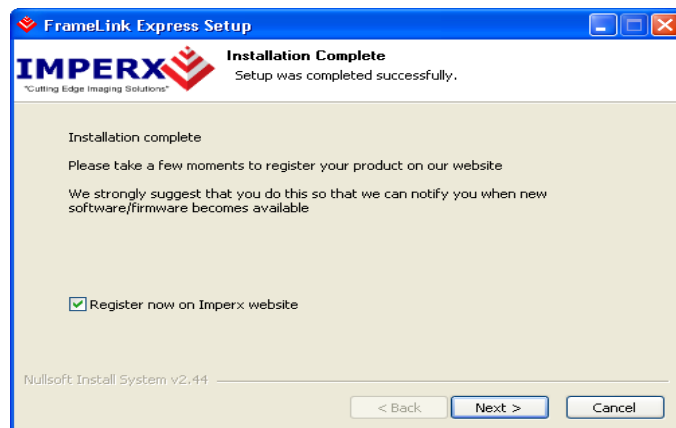 FrameLink Express Setup
IMPERX
"Cutting Edge Imaging Solutions"
Installation Complete
Setup was completed successfully.
Installation complete
Please take a few moments to register your product on our website
We strongly suggest that you do this so that we can notify you when new
software/firmware becomes available
Register now on Imperx website
Nullsoft Install System v2.44
< Back
Next >
Cancel